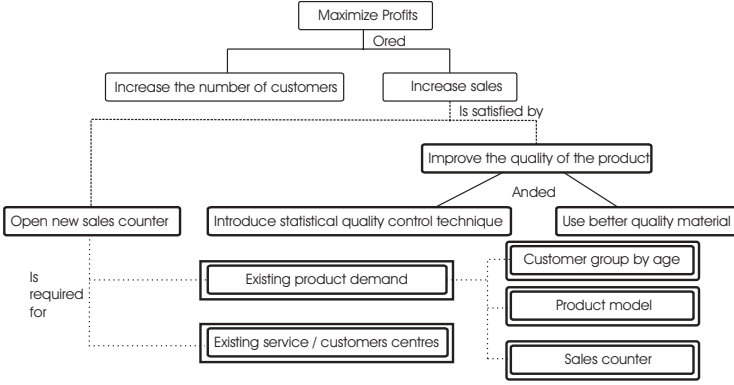 Maximize Profits
Ored
Increase the number of customers
Increase sales
Is satisfied by
Improve the quality of the product
Anded
Open new sales counter
Introduce statistical quality control technique
Use better quality material
Customer group by age
Is
required
for
Existing product demand
Product model
Existing service / customers centres
Sales counter